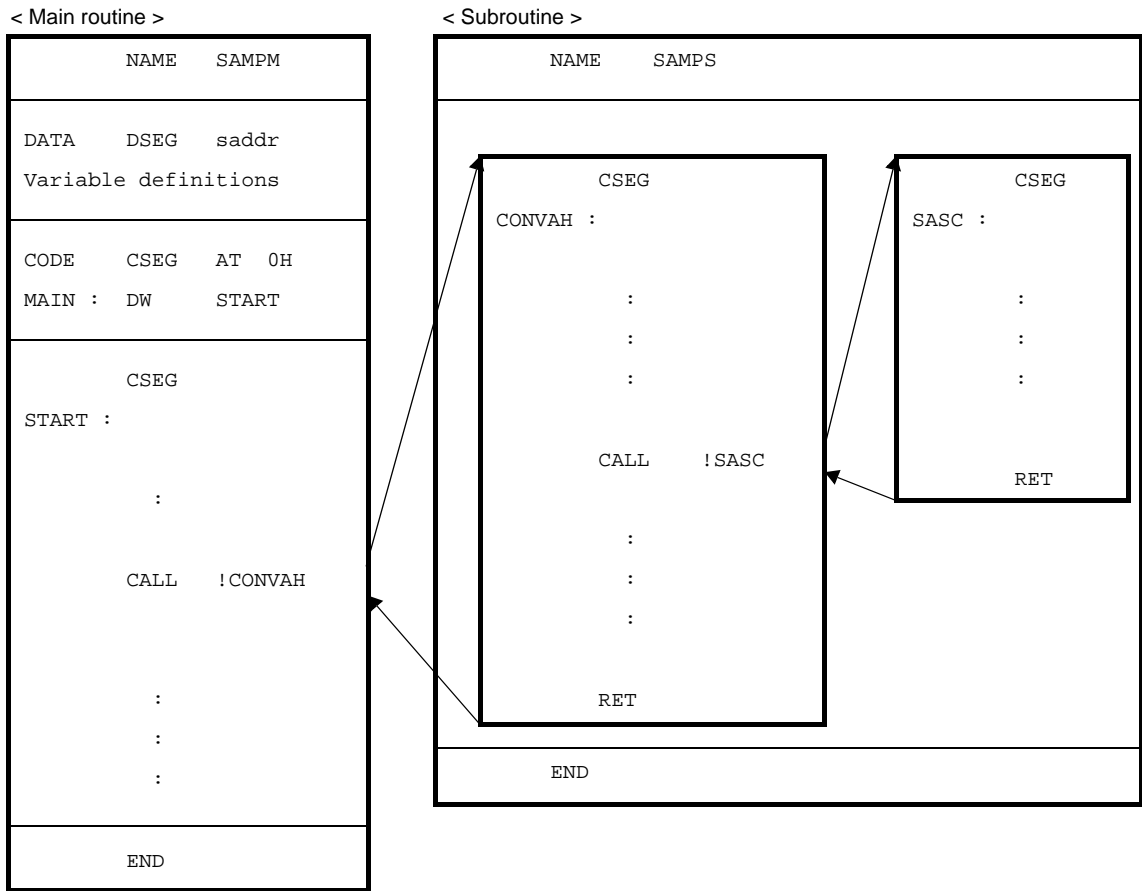 < Main routine >
NAME SAMPM
DATA DSEG saddr
Variable definitions
CODE CSEG AT 0H
MAIN : DW START
CSEG
START :
:
CALL !CONVAH
:
:
:
END
< Subroutine >
NAME SAMPS
CSEG
CONVAH :
:
:
:
CALL !SASC
:
:
:
RET
CSEG
SASC :
:
:
:
RET
END